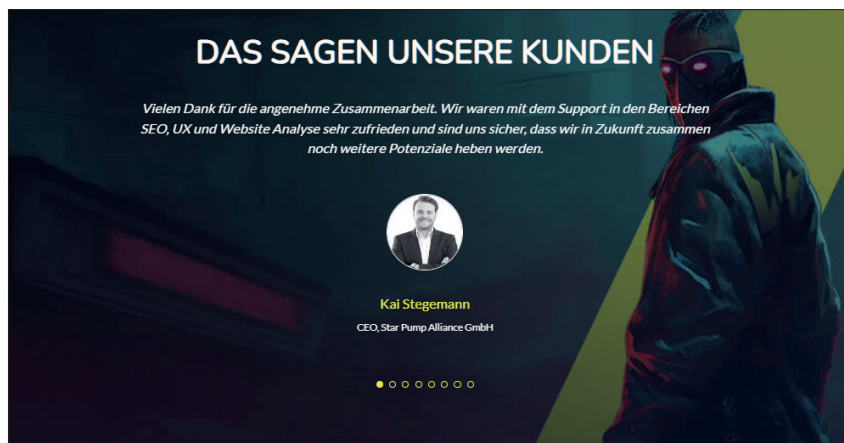 DAS SAGEN UNSERE KUNDEN
Vielen Dank für die angenehme Zusammenarbeit. Wir waren mit dem Support in den Bereichen
SEO, UX und Website Analyse sehr zufrieden und sind uns sicher, dass wir in Zukunft zusammen
noch weitere Potenziale heben werden.
Kai Stegemann
CEO, Star Pump Alliance GmbH